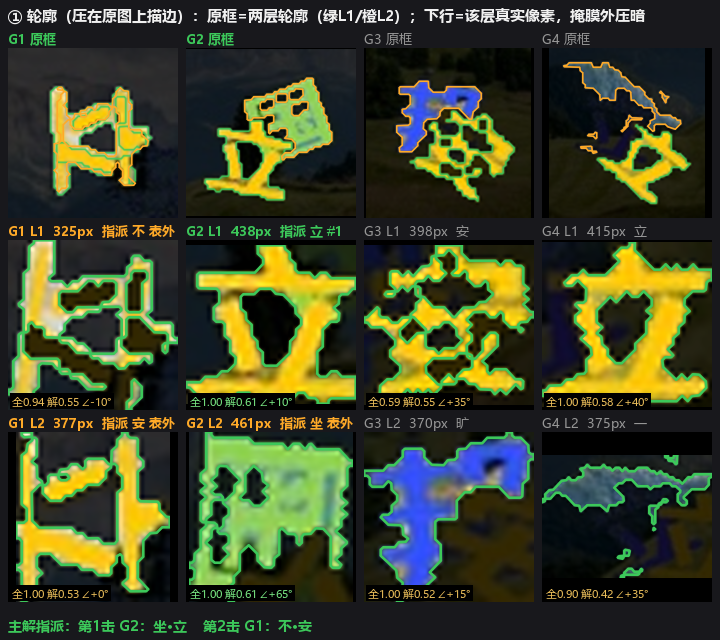 ① 轮廓（压在原图上描边）：原框=两层轮廓（绿L1/橙L2）；下行=该层真实像素，掩膜外压暗
G1 原框 G2 原框 G3 原框 G4 原框
G1 L1 325px 指派 不 表外 G2 L1 438px 指派 立 #1 G3 L1 398px 安 G4 L1 415px 立
全0.94 解0.55 ∠-10° 全1.00 解0.61 ∠+10° 全0.59 解0.55 ∠+35° 全1.00 解0.58 ∠+40°
G1 L2 377px 指派 安 表外 G2 L2 461px 指派 坐 表外 G3 L2 370px 旷 G4 L2 375px 一
全1.00 解0.53 ∠+0° 全1.00 解0.61 ∠+65° 全1.00 解0.52 ∠+15° 全0.90 解0.42 ∠+35°
主解指派：第1击 G2：坐·立 第2击 G1：不·安